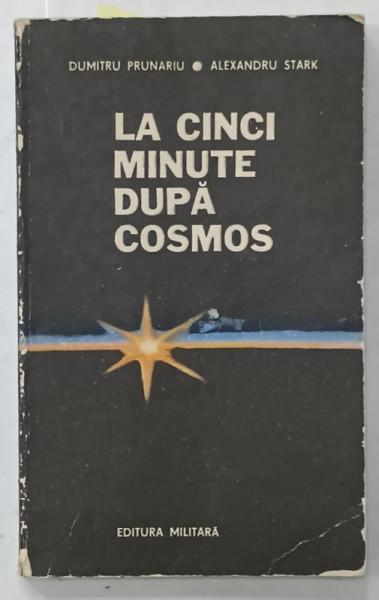 DUMITRU PRUNARIU ● ALEXANDRU STARK
LA CINCI
MINUTE
DUPĂ
COSMOS
EDITURA MILITARĂ